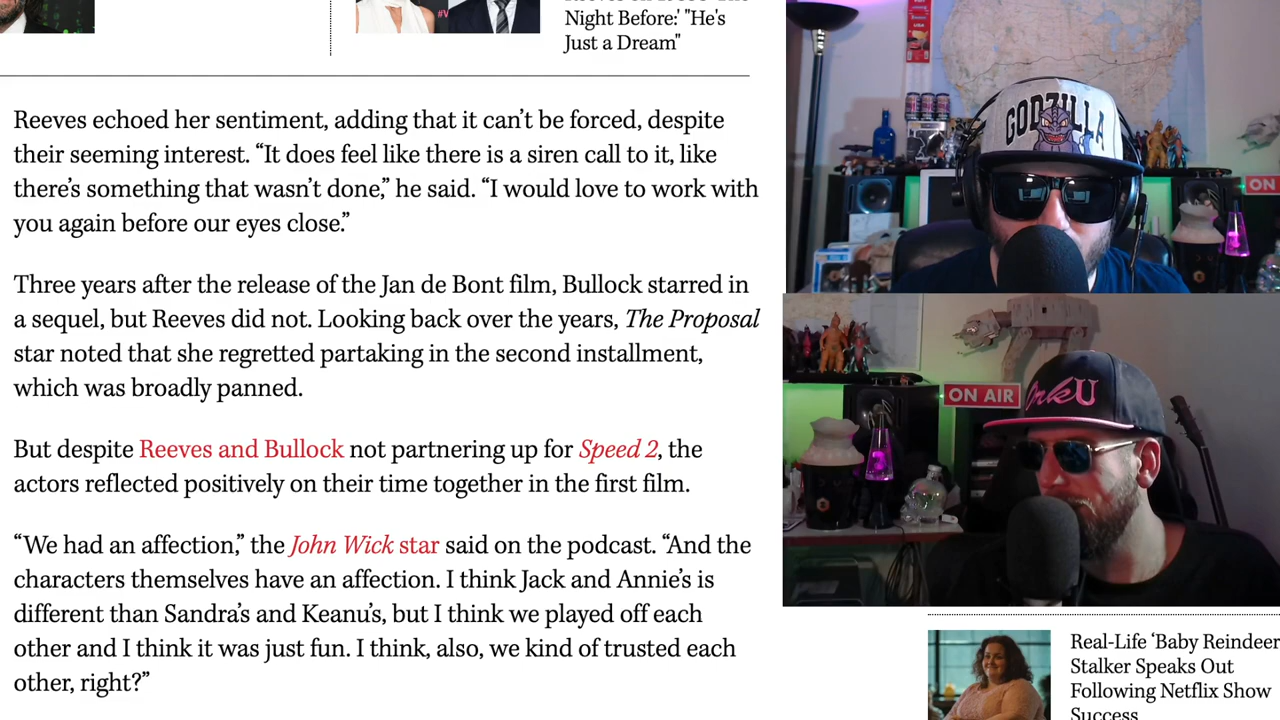 Night Before:' "He's
Just a Dream"
Reeves echoed her sentiment, adding that it can’t be forced, despite
their seeming interest. “It does feel like there is a siren call to it, like
there’s something that wasn’t done,” he said. “I would love to work with
you again before our eyes close.”
Three years after the release of the Jan de Bont film, Bullock starred in
a sequel, but Reeves did not. Looking back over the years, The Proposal
star noted that she regretted partaking in the second installment,
which was broadly panned.
But despite Reeves and Bullock not partnering up for Speed 2, the
actors reflected positively on their time together in the first film.
“We had an affection,” the John Wick star said on the podcast. “And the
characters themselves have an affection. I think Jack and Annie’s is
different than Sandra’s and Keanu’s, but I think we played off each
other and I think it was just fun. I think, also, we kind of trusted each
other, right?”
GODZILLA
ON
ON AIR
OrkU
Real-Life ‘Baby Reindeer
Stalker Speaks Out
Following Netflix Show
Success